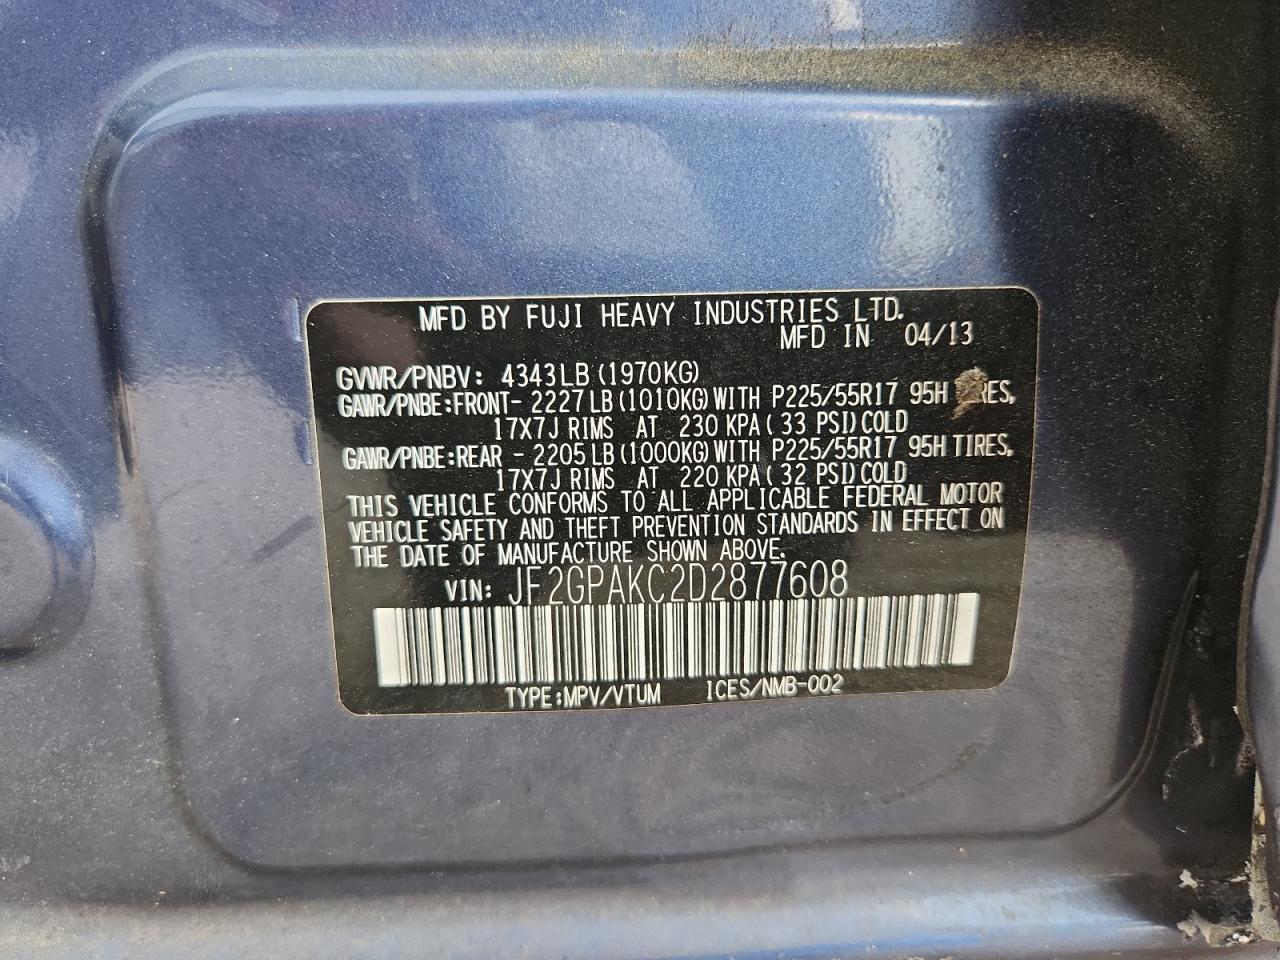 MFD BY FUJI HEAVY INDUSTRIES LTD.
MFD IN 04/13
GVWR/PNBV: 4343LB(1970KG)
GAWR/PNBE:FRONT- 2227LB(1010KG)WITH P225/55R17 95H
17X7J RIMS AT 230 KPA(33 PSI)COLD
GAWR/PNBE:REAR - 2205LB(1000KG)WITH P225/55R17 95H TIRES.
17X7J RIMS AT 220 KPA(32 PSI)COLD
THIS VEHICLE CONFORMS TO ALL APPLICABLE FEDERAL MOTOR
VEHICLE SAFETY AND THEFT PREVENTION STANDARDS IN EFFECT ON
THE DATE OF MANUFACTURE SHOWN ABOVE.
VIN: JF2GPAKC2D2877608
TYPE:MPV/VTUM ICES/NMB-002